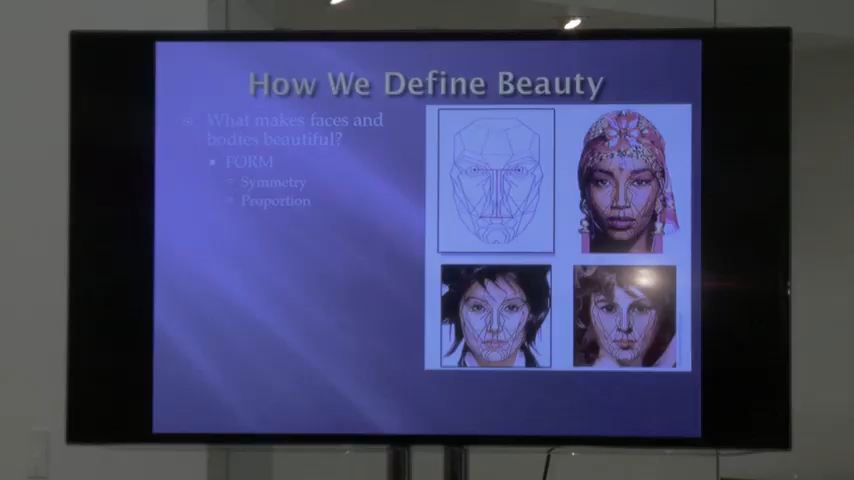 How We Define Beauty
What makes faces and
bodies beautiful?
FORM
Symmetry
Proportion